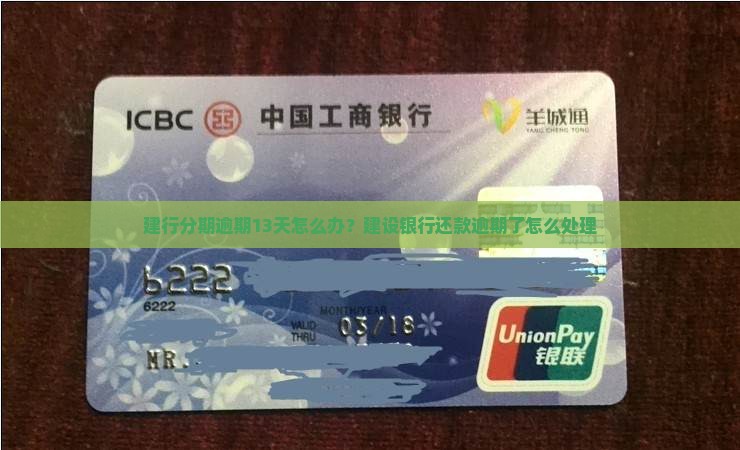 ICBC 中国工商银行 羊城通
YANG CHENG TONG
建行分期逾期13天怎么办？建设银行还款逾期了怎么处理
6222
6222
MONTH/YEAR
VALID THRU 03/18
UnionPay
银联
MR.